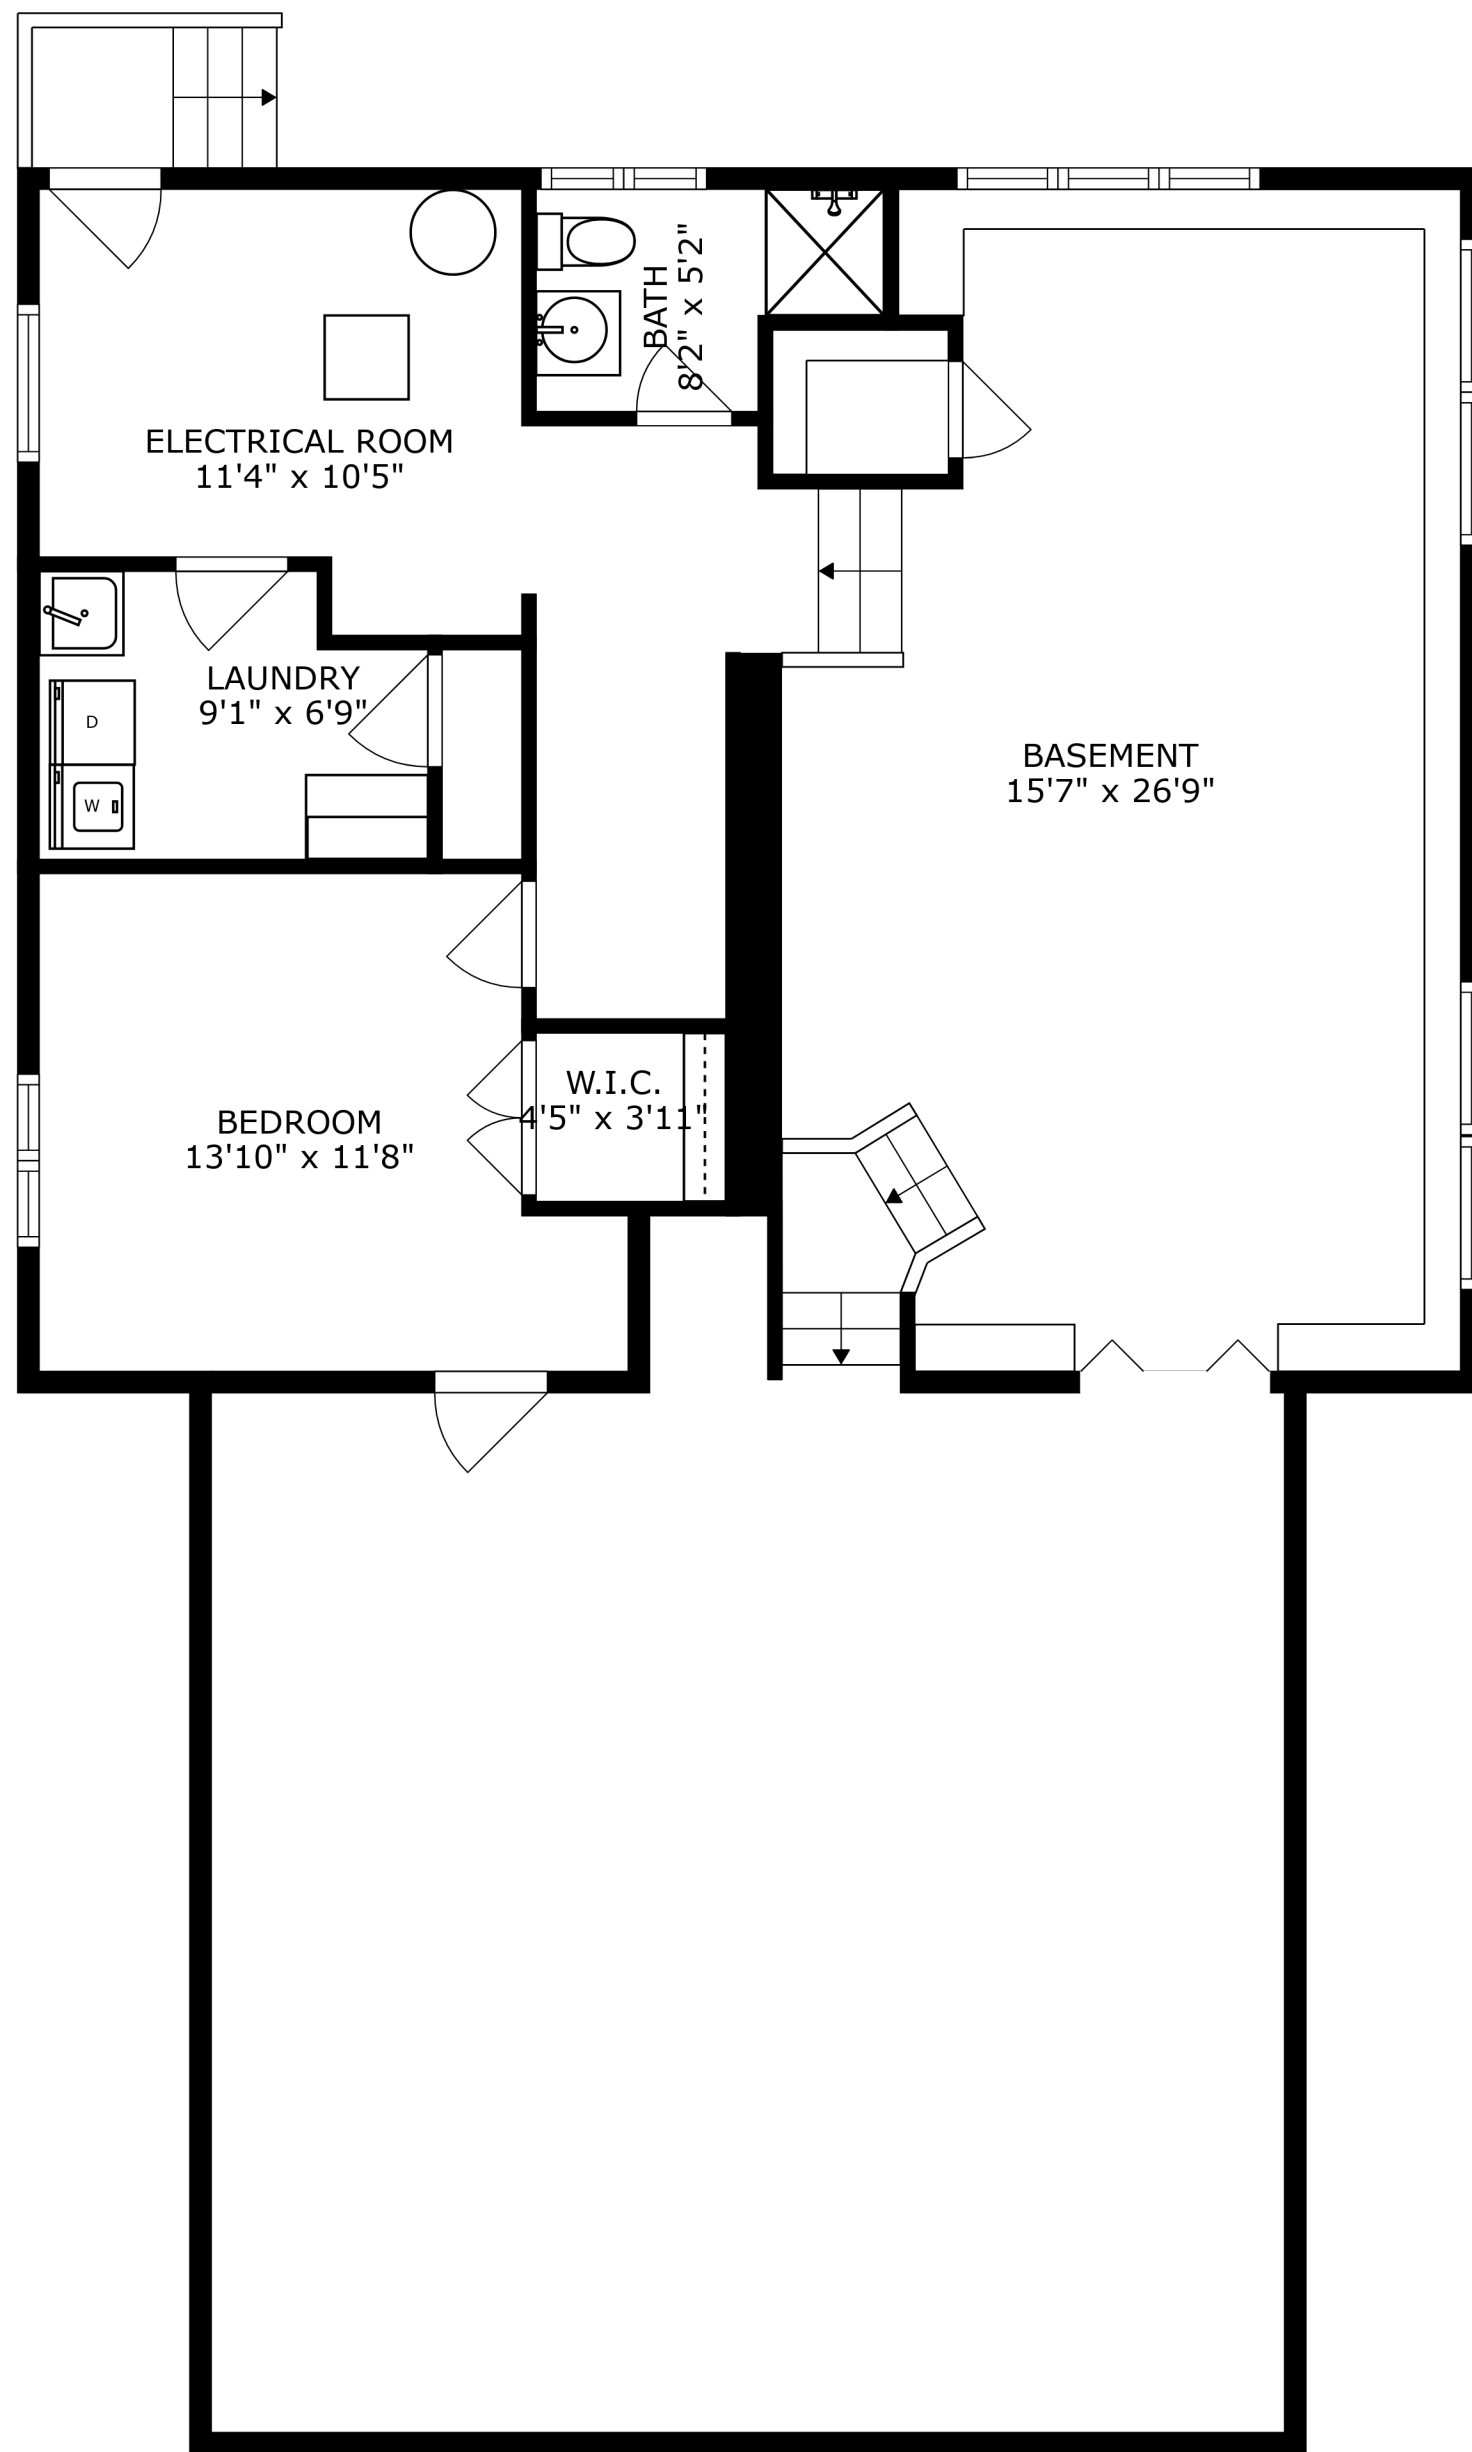 BATH
8'2" x 5'2"
ELECTRICAL ROOM
11'4" x 10'5"
LAUNDRY
9'1" x 6'9"
D
W
BASEMENT
15'7" x 26'9"
W.I.C.
4'5" x 3'11"
BEDROOM
13'10" x 11'8"